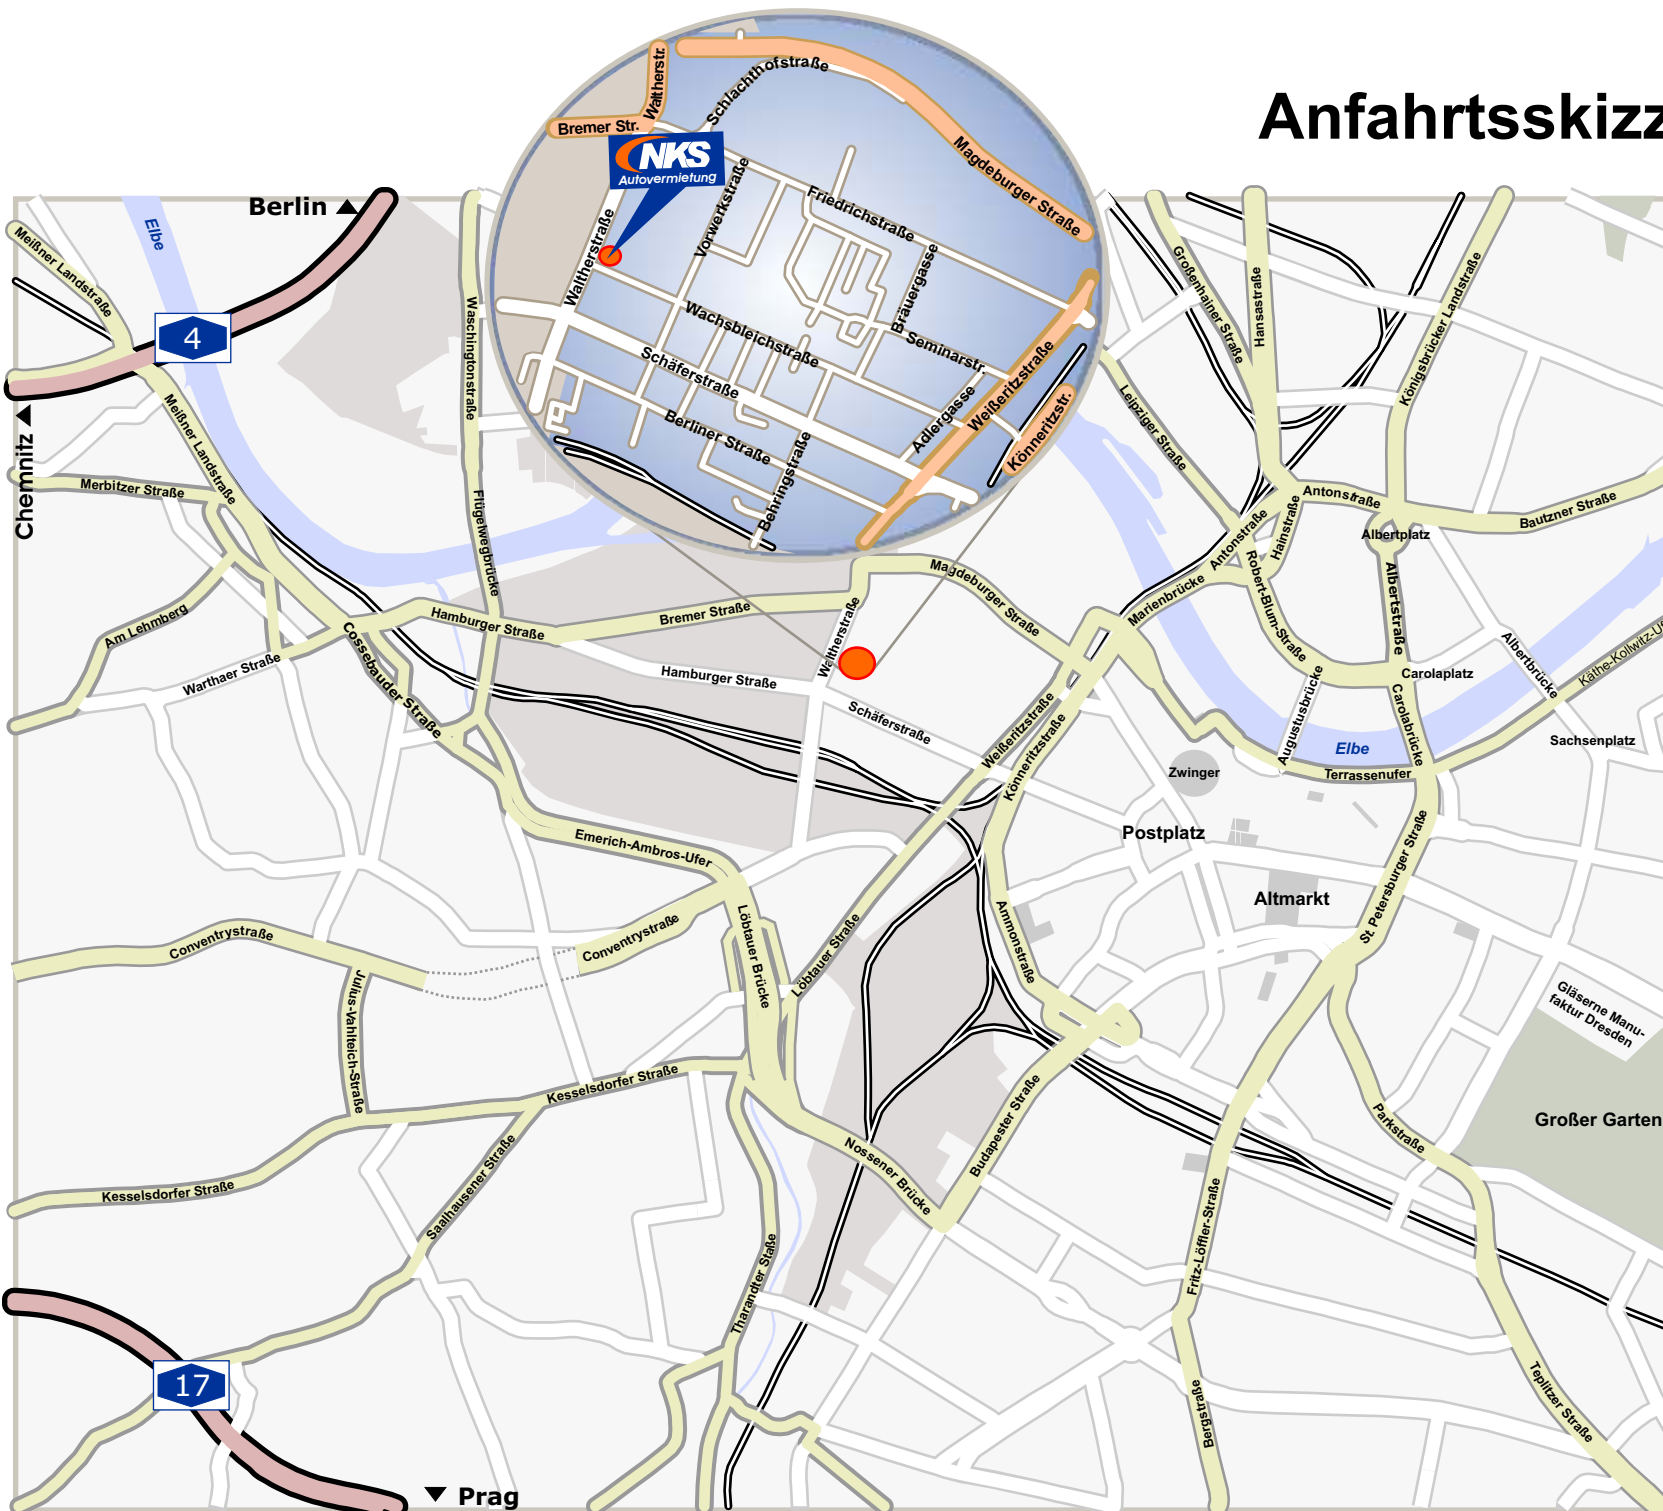 Anfahrtsskizz
Waltherstr.
Bremer Str.
Schlachthofstraße
Magdeburger Straße
NKS
Autovermietung
Vorwerkstraße
Friedrichstraße
Waltherstraße
Bräuergasse
Wachsbleichstraße
Seminarstr.
Schäferstraße
Weißeritzstraße
Adlergasse
Könneritzstr.
Berliner Straße
Behringstraße
Berlin
Elbe
Meißner Landstraße
4
Chemnitz
Waschingtonstraße
Meißner Landstraße
Merbitzer Straße
Flügelwegbrücke
Großenhainer Straße
Hansastraße
Königsbrücker Landstraße
Leipziger Straße
Antonstraße
Bautzner Straße
Antonstraße
Hainstraße
Albertplatz
Albertstraße
Robert-Blum-Straße
Marienbrücke
Magdeburger Straße
Bremer Straße
Hamburger Straße
Am Lehmberg
Warthaer Straße
Cossebauder Straße
Hamburger Straße
Waltherstraße
Schäferstraße
Weißeritzstraße
Könneritzstraße
Augustusbrücke
Carolaplatz
Carolabrücke
Albertbrücke
Käthe-Kollwitz-Uf
Sachsenplatz
Elbe
Terrassenufer
Zwinger
Postplatz
Altmarkt
St. Petersburger Straße
Emerich-Ambros-Ufer
Löbtauer Brücke
Löbtauer Straße
Ammonstraße
Conventrystraße
Conventrystraße
Julius-Vahlteich-Straße
Gläserne Manu-
faktur Dresden
Großer Garten
Parkstraße
Kesselsdorfer Straße
Kesselsdorfer Straße
Saalhausener Straße
Nossener Brücke
Budapester Straße
Fritz-Löffler-Straße
Tharandter Staße
Bergstraße
Teplitzer Straße
17
Prag